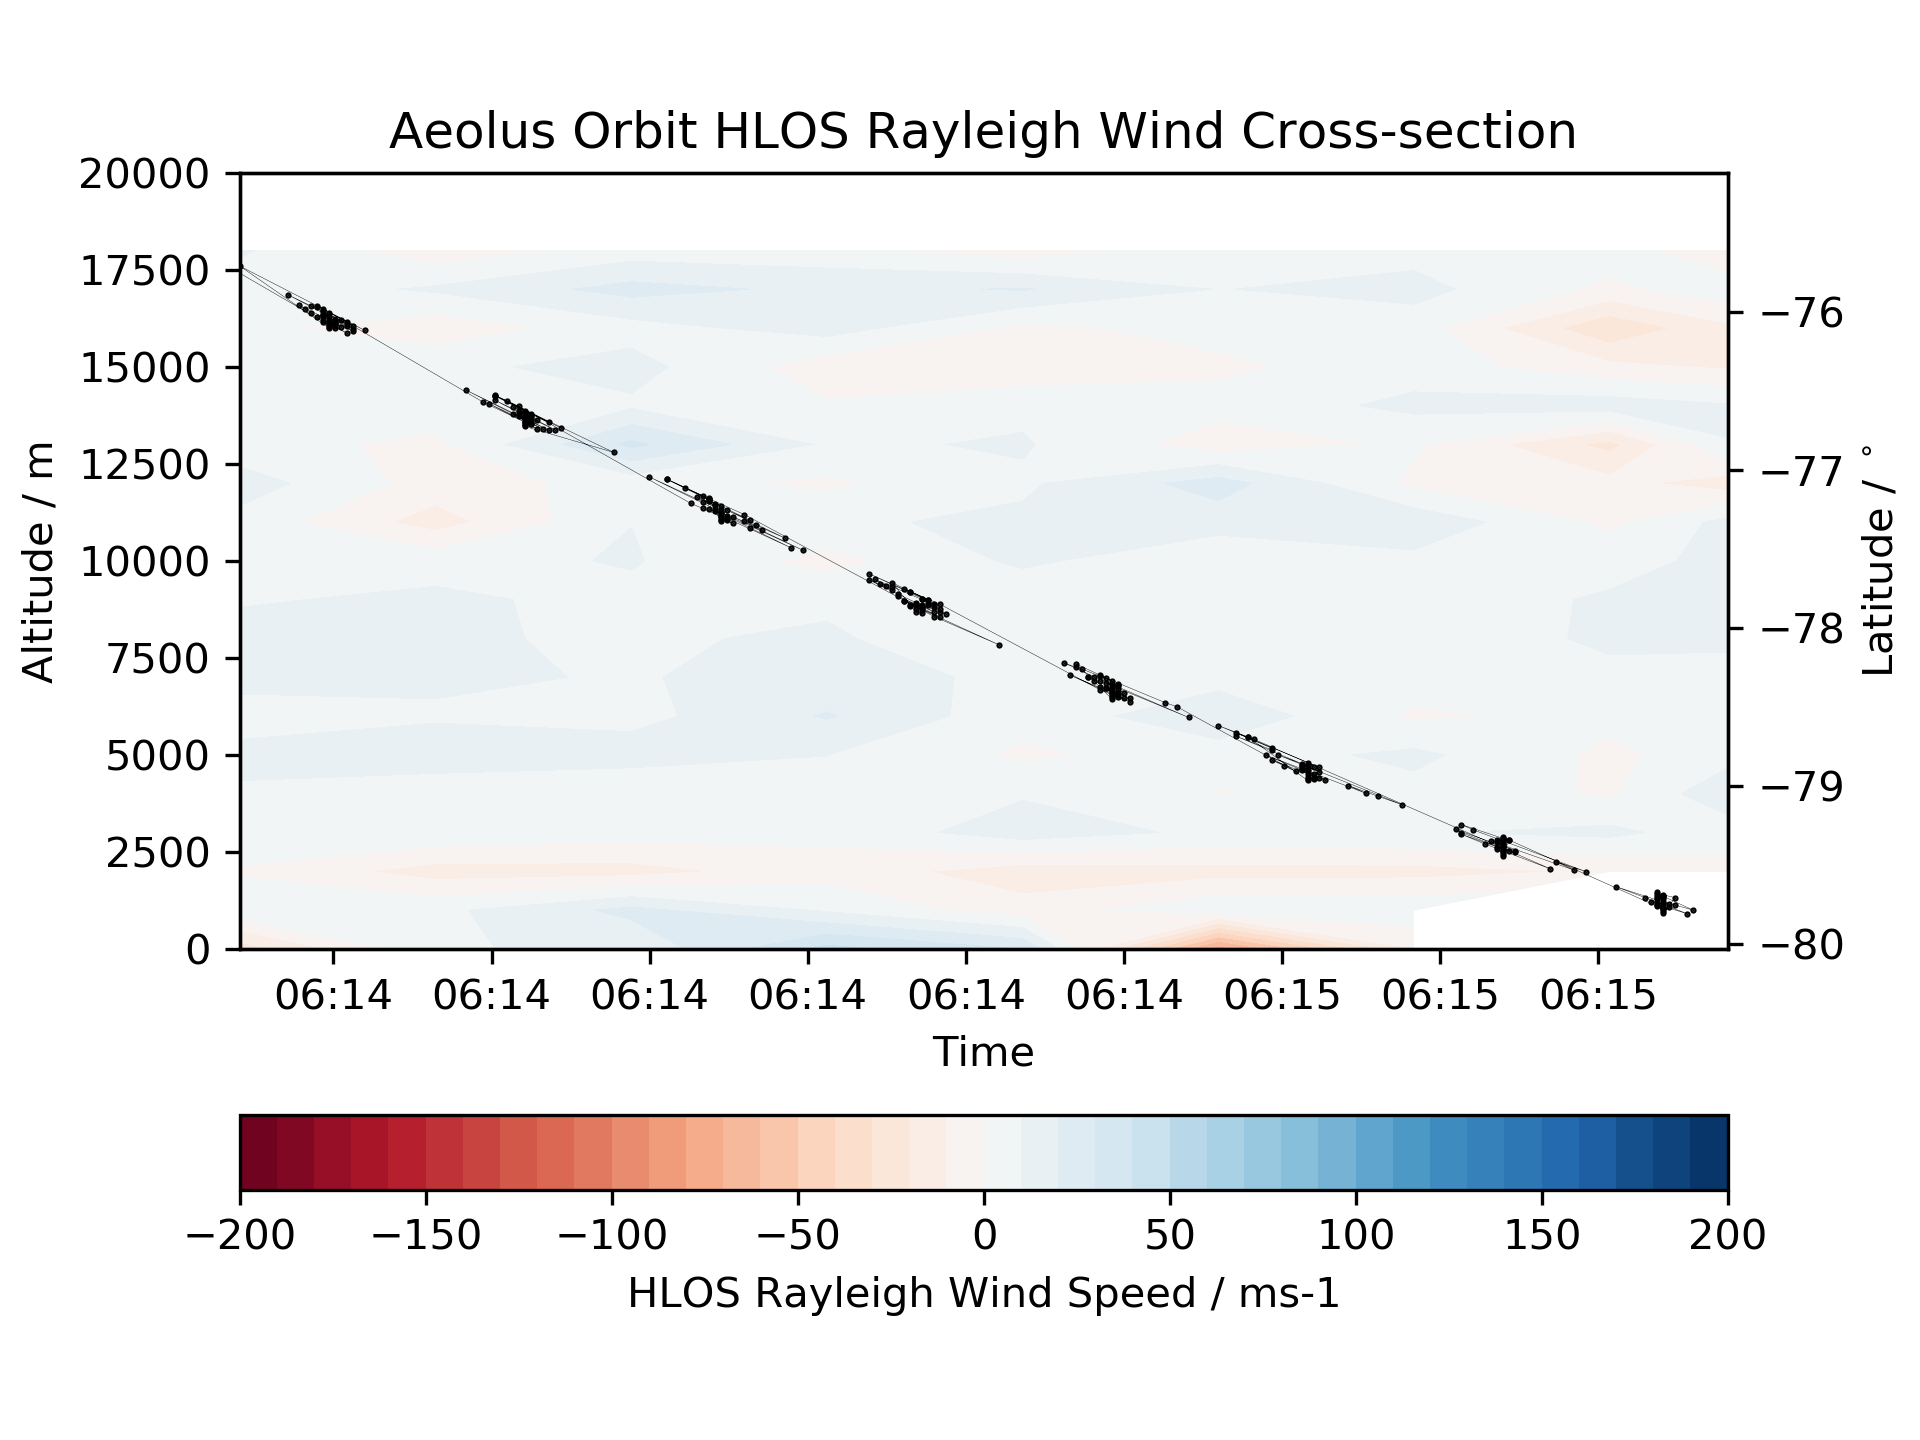 Aeolus Orbit HLOS Rayleigh Wind Cross-section
20000
17500
15000
12500
10000
7500
5000
2500
0
Altitude / m
−76
−77
−78
−79
−80
Latitude / °
06:14 06:14 06:14 06:14 06:14 06:14 06:15 06:15 06:15
Time
−200 −150 −100 −50 0 50 100 150 200
HLOS Rayleigh Wind Speed / ms-1